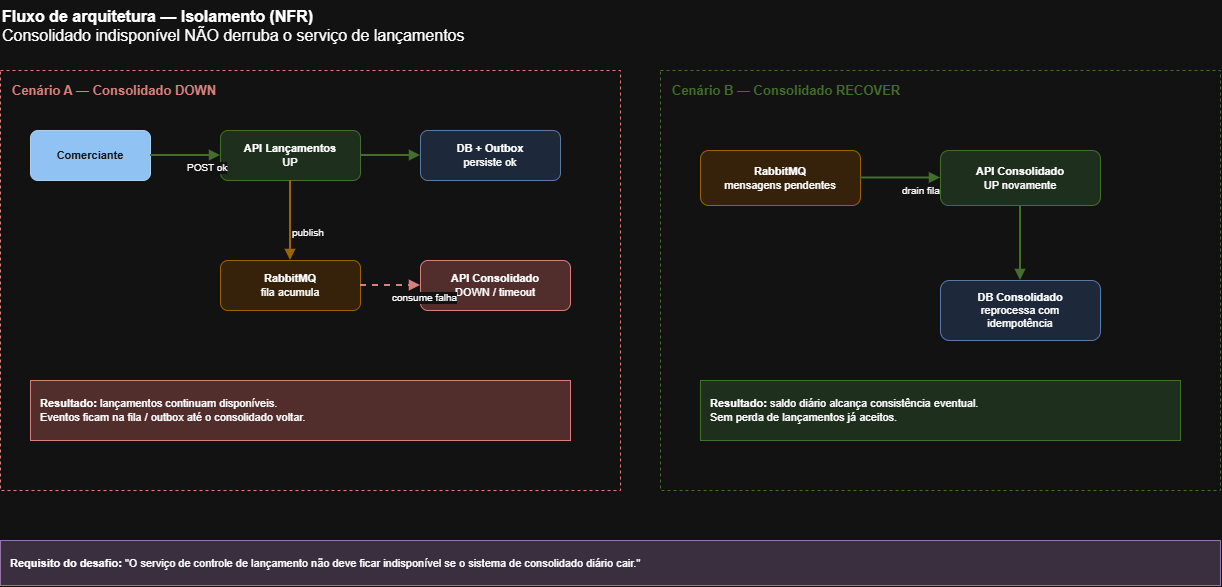 Fluxo de arquitetura — Isolamento (NFR)
Consolidado indisponível NÃO derruba o serviço de lançamentos
Cenário A — Consolidado DOWN
Comerciante
POST ok
API Lançamentos
UP
DB + Outbox
persiste ok
publish
RabbitMQ
fila acumula
consume falha
API Consolidado
DOWN / timeout
Resultado: lançamentos continuam disponíveis.
Eventos ficam na fila / outbox até o consolidado voltar.
Cenário B — Consolidado RECOVER
RabbitMQ
mensagens pendentes
drain fila
API Consolidado
UP novamente
DB Consolidado
reprocessa com
idempotência
Resultado: saldo diário alcança consistência eventual.
Sem perda de lançamentos já aceitos.
Requisito do desafio: "O serviço de controle de lançamento não deve ficar indisponível se o sistema de consolidado diário cair."